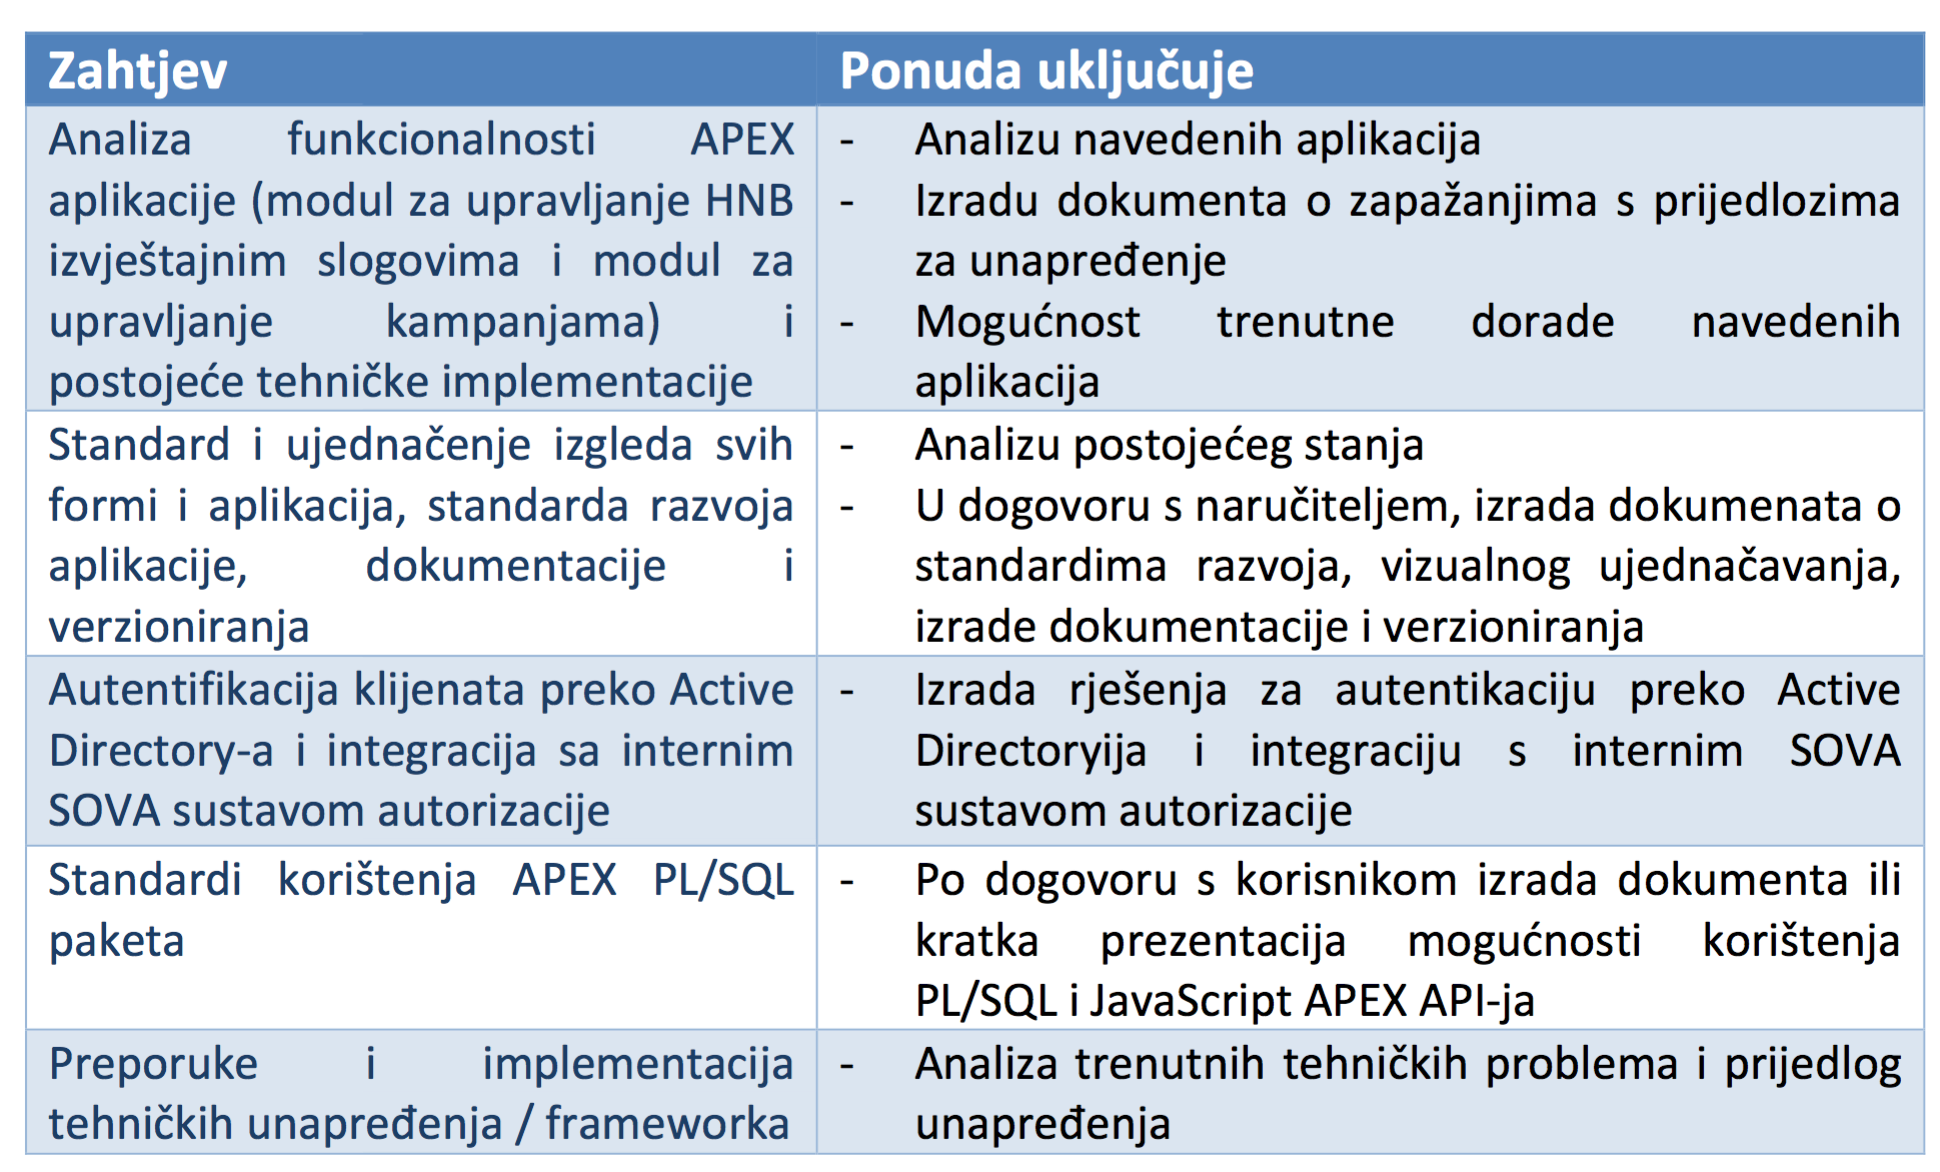 Zahtjev
Ponuda uključuje
Analiza funkcionalnosti APEX
aplikacije (modul za upravljanje HNB
izvještajnim slogovima i modul za
upravljanje kampanjama) i
postojeće tehničke implementacije
- Analizu navedenih aplikacija
- Izradu dokumenta o zapažanjima s prijedlozima
za unapređenje
- Mogućnost trenutne dorade navedenih
aplikacija
Standard i ujednačenje izgleda svih
formi i aplikacija, standarda razvoja
aplikacije, dokumentacije i
verzioniranja
- Analizu postojećeg stanja
- U dogovoru s naručiteljem, izrada dokumenata o
standardima razvoja, vizualnog ujednačavanja,
izrade dokumentacije i verzioniranja
Autentifikacija klijenata preko Active
Directory-a i integracija sa internim
SOVA sustavom autorizacije
- Izrada rješenja za autentikaciju preko Active
Directoryija i integraciju s internim SOVA
sustavom autorizacije
Standardi korištenja APEX PL/SQL
paketa
- Po dogovoru s korisnikom izrada dokumenta ili
kratka prezentacija mogućnosti korištenja
PL/SQL i JavaScript APEX API-ja
Preporuke i implementacija
tehničkih unapređenja / frameworka
- Analiza trenutnih tehničkih problema i prijedlog
unapređenja